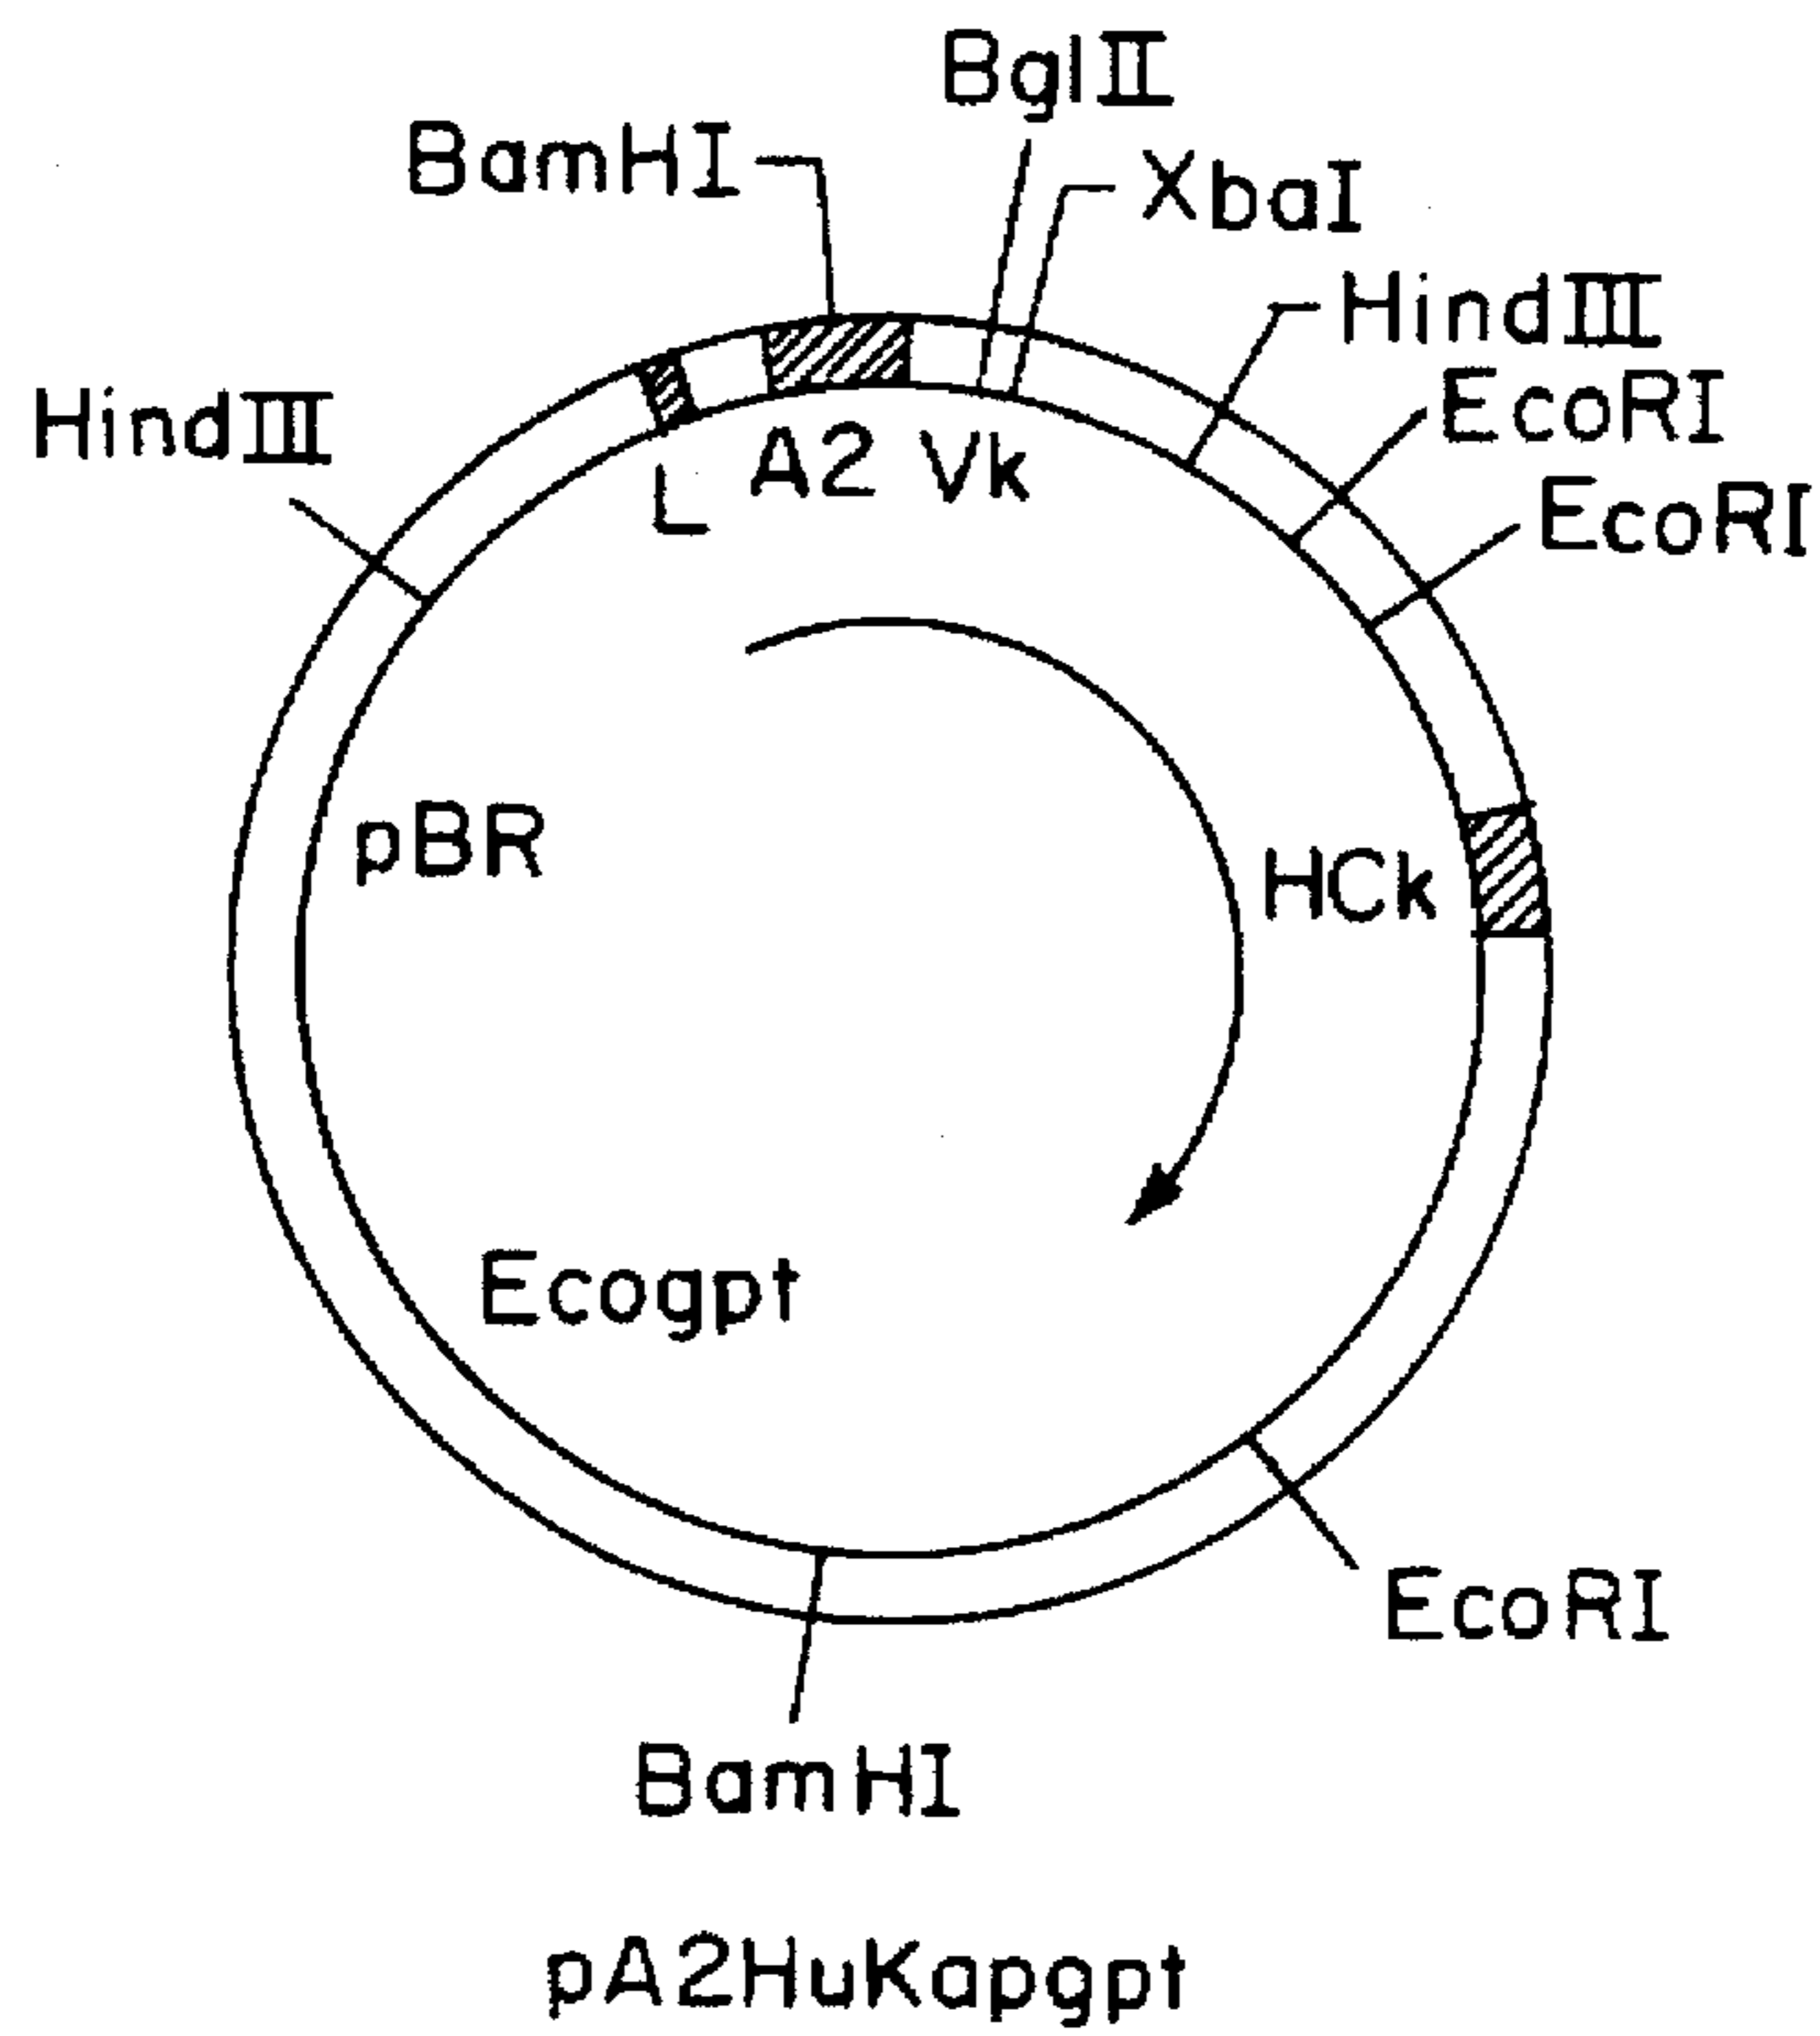 BglII
BamHI
XbaI
HindIII
EcoRI
HindIII
EcoRI
L
A2 Vk
pBR
HCk
Ecogpt
EcoRI
BamHI
pA2HuKapgpt